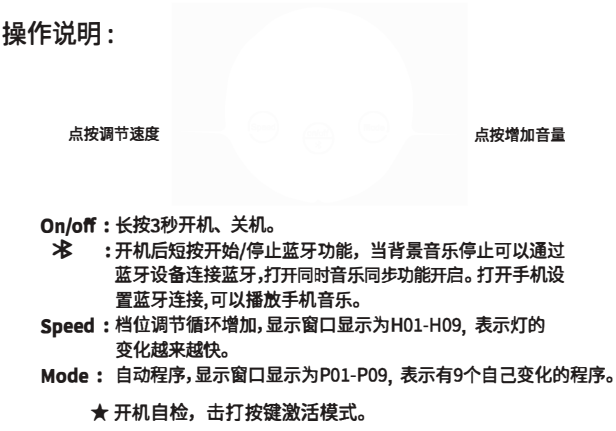 操作说明：
点按调节速度
点按增加音量
On/off：长按3秒开机、关机。
：开机后短按开始/停止蓝牙功能，当背景音乐停止可以通过
蓝牙设备连接蓝牙，打开同时音乐同步功能开启。打开手机设
置蓝牙连接，可以播放手机音乐。
Speed：档位调节循环增加，显示窗口显示为H01-H09, 表示灯的
变化越来越快。
Mode：自动程序，显示窗口显示为P01-P09, 表示有9个自己变化的程序。
★ 开机自检，击打按键激活模式。